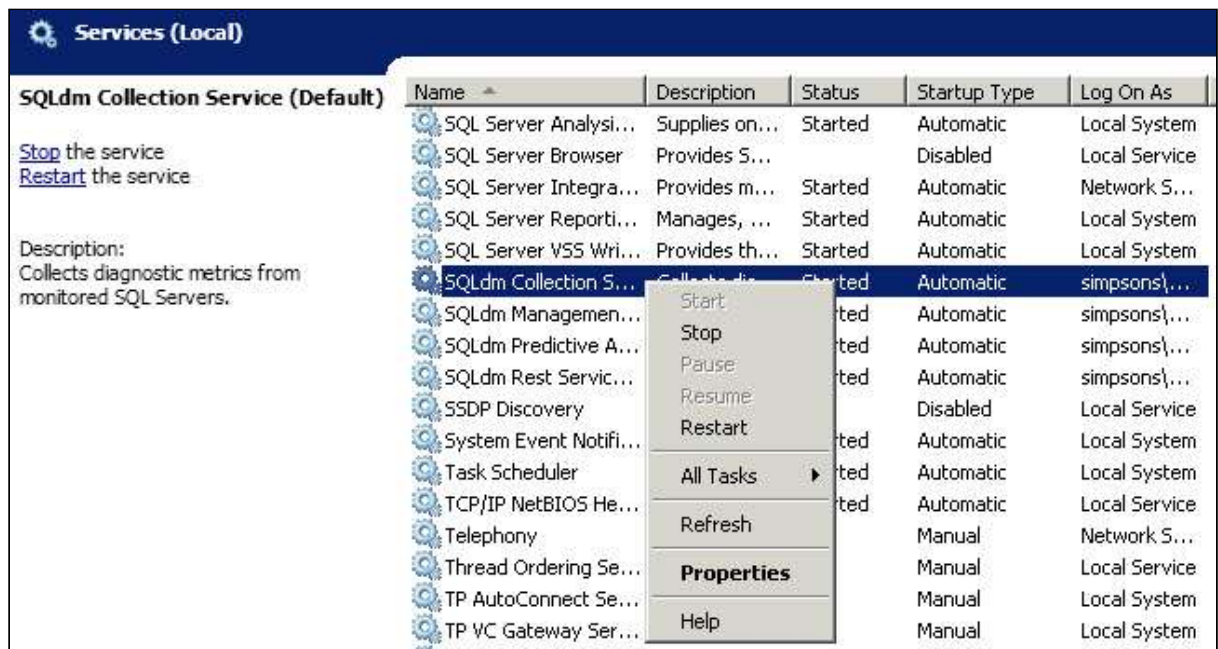 Services (Local)
SQLdm Collection Service (Default)
Stop the service
Restart the service
Description:
Collects diagnostic metrics from
monitored SQL Servers.
Name Description Status Startup Type Log On As
SQL Server Analysi... Supplies on... Started Automatic Local System
SQL Server Browser Provides S... Disabled Local Service
SQL Server Integra... Provides m... Started Automatic Network S...
SQL Server Reporti... Manages, ... Started Automatic Local System
SQL Server VSS Wri... Provides th... Started Automatic Local System
SQLdm Collection S... Automatic simpsons\...
SQLdm Managemen... Automatic simpsons\...
SQLdm Predictive A... Automatic simpsons\...
SQLdm Rest Servic... Automatic simpsons\...
SSDP Discovery Disabled Local Service
System Event Notifi... Automatic Local System
Task Scheduler Automatic Local System
TCP/IP NetBIOS He... Automatic Local Service
Telephony Manual Network S...
Thread Ordering Se... Manual Local Service
TP AutoConnect Se... Manual Local System
TP VC Gateway Ser... Manual Local System
Start
Stop
Pause
Resume
Restart
All Tasks
Refresh
Properties
Help